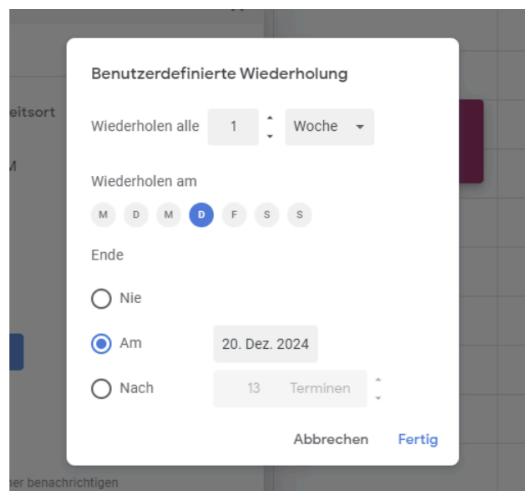 Benutzerdefinierte Wiederholung
eitsort
Wiederholen alle 1 Woche
Wiederholen am
M D M D F S S
Ende
Nie
Am 20. Dez. 2024
Nach 13 Terminen
Abbrechen Fertig
er benachrichtigen